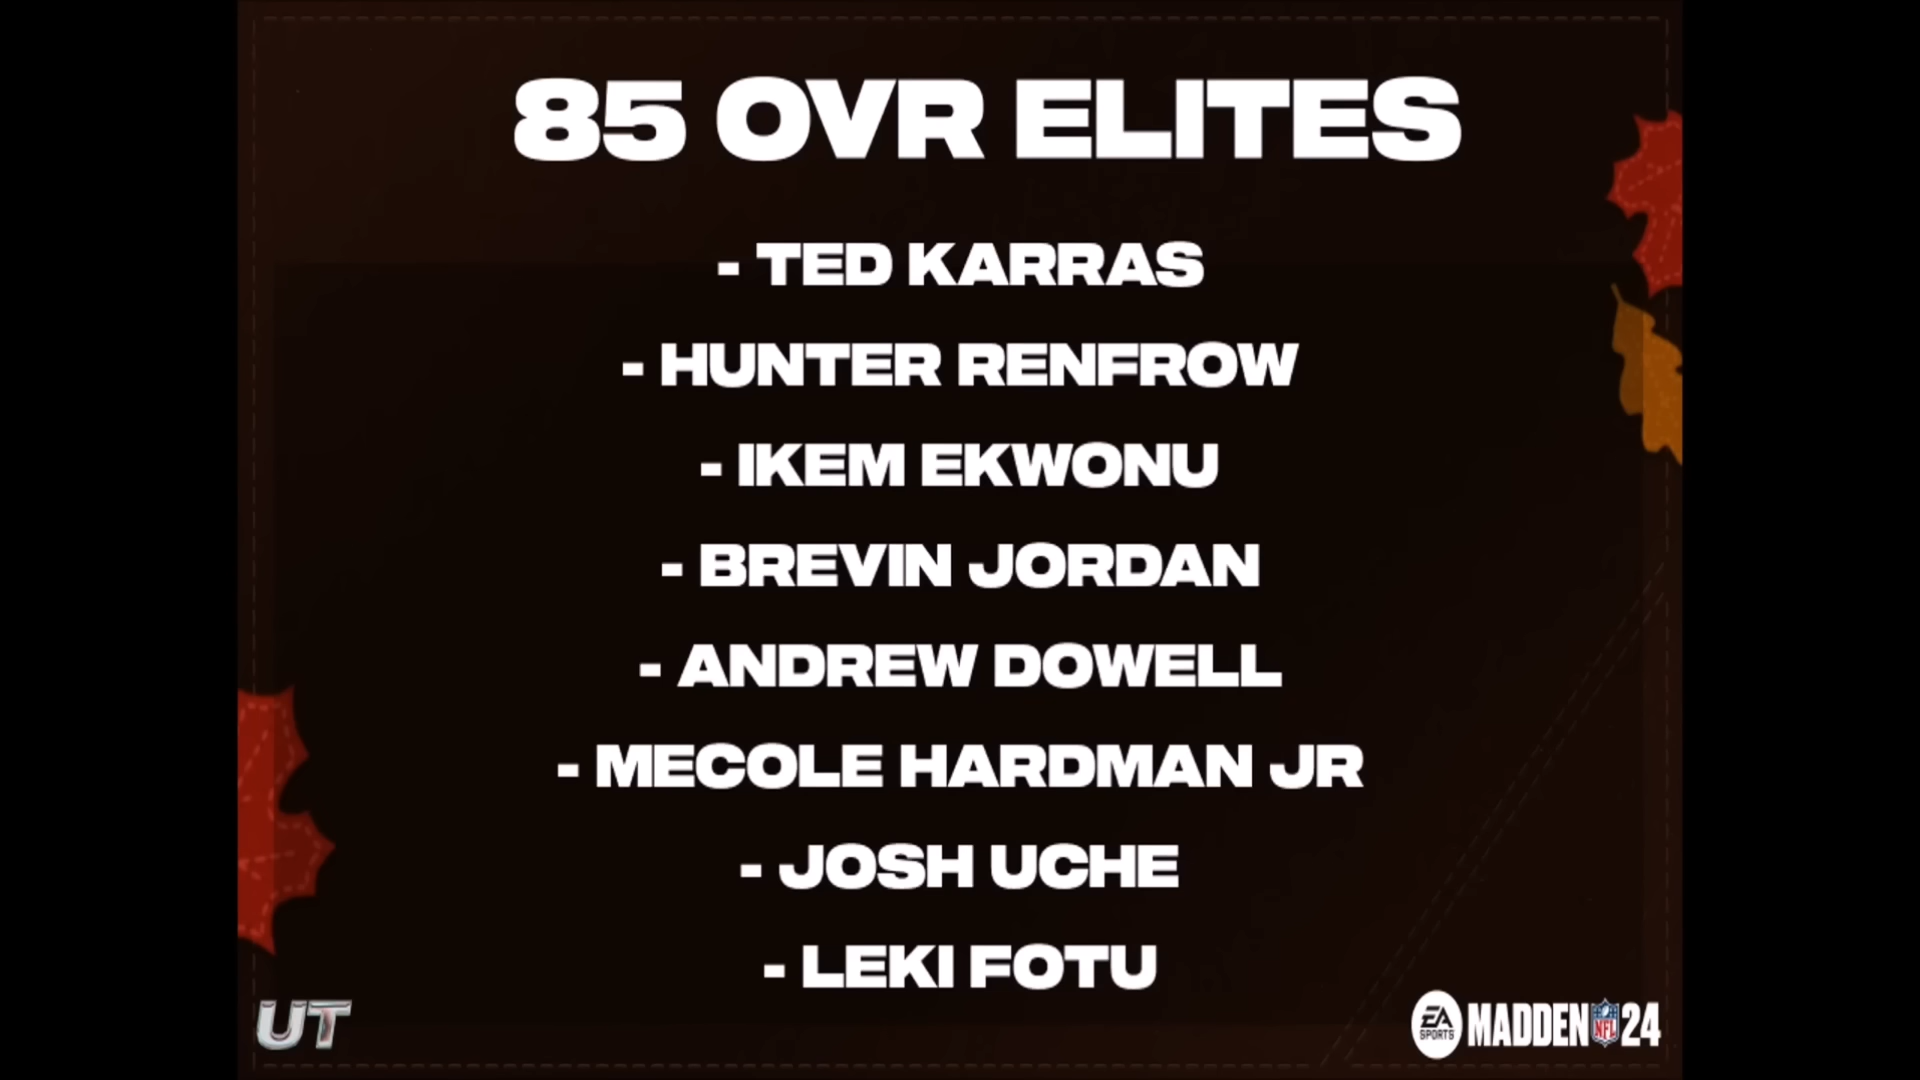 85 OVR ELITES
- TED KARRAS
- HUNTER RENFROW
- IKEM EKWONU
- BREVIN JORDAN
- ANDREW DOWELL
- MECOLE HARDMAN JR
- JOSH UCHE
- LEKI FOTU
UT
EA SPORTS MADDEN NFL 24